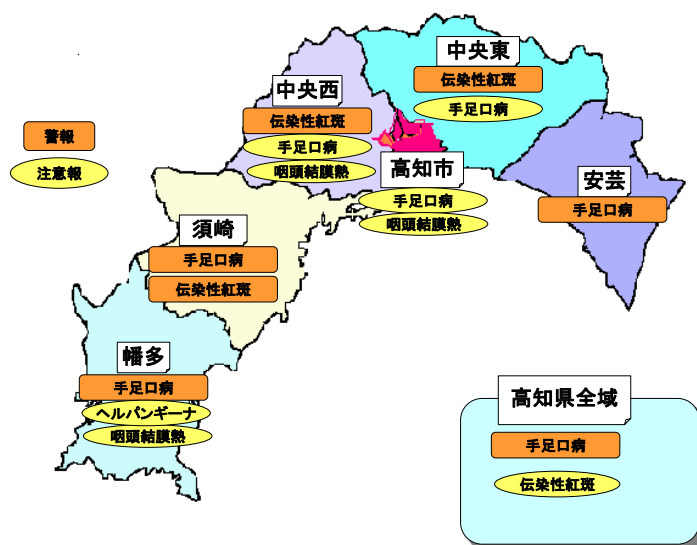 中央東
伝染性紅斑
手足口病
中央西
伝染性紅斑
手足口病
咽頭結膜熱
警報
注意報
高知市
手足口病
咽頭結膜熱
安芸
手足口病
須崎
手足口病
伝染性紅斑
幡多
手足口病
ヘルパンギーナ
咽頭結膜熱
高知県全域
手足口病
伝染性紅斑